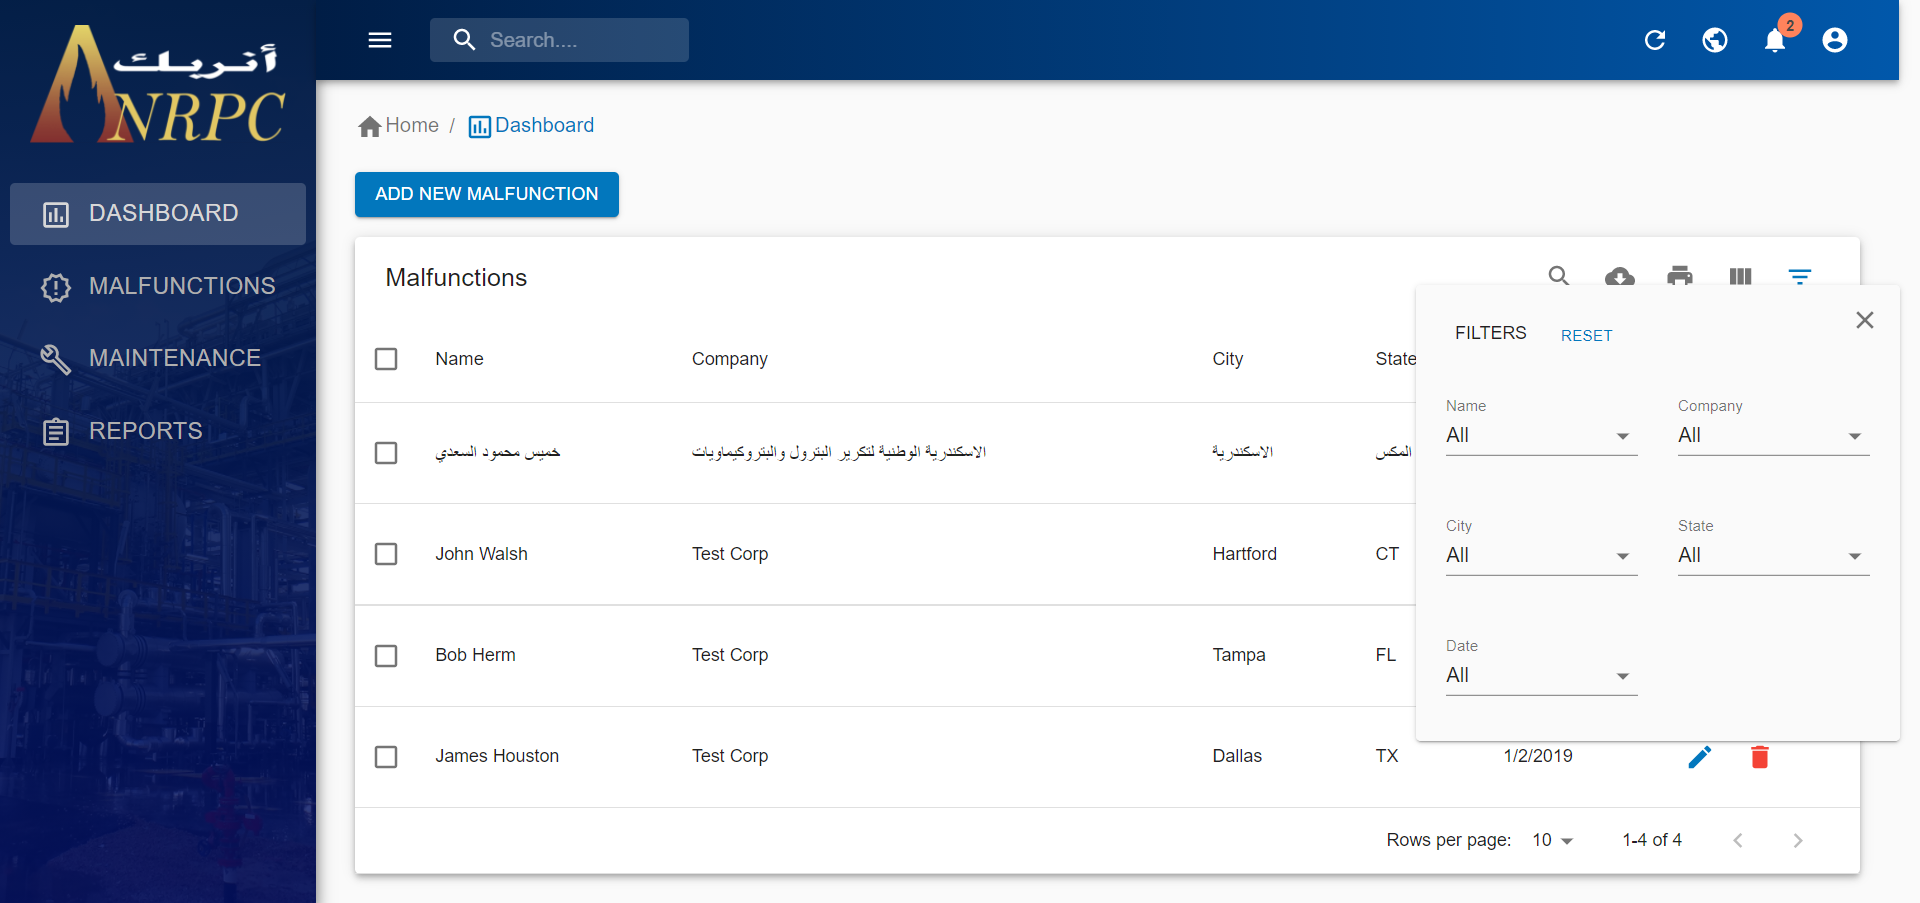 أنربك
NRPC
Search....
2
DASHBOARD
MALFUNCTIONS
MAINTENANCE
REPORTS
Home / Dashboard
ADD NEW MALFUNCTION
Malfunctions
Name Company City State
خميس محمود السعدي الاسكندرية الوطنية لتكرير البترول والبتروكيماويات الاسكندرية المكس
John Walsh Test Corp Hartford CT
Bob Herm Test Corp Tampa FL
James Houston Test Corp Dallas TX 1/2/2019
Rows per page: 10 1-4 of 4
FILTERS RESET
Name Company
All All
City State
All All
Date
All